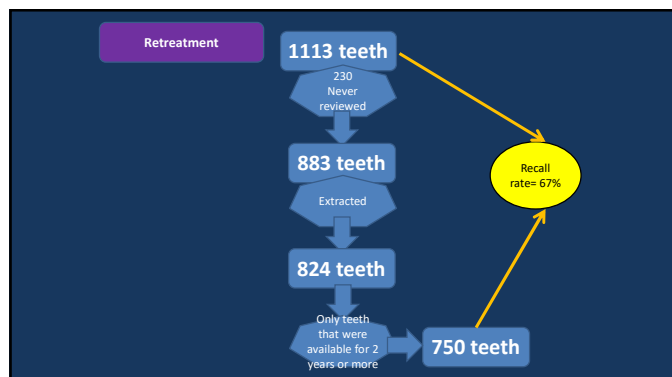 Retreatment
1113 teeth
230
Never
reviewed
883 teeth
Recall
rate= 67%
Extracted
824 teeth
Only teeth
that were
available for 2
years or more
750 teeth